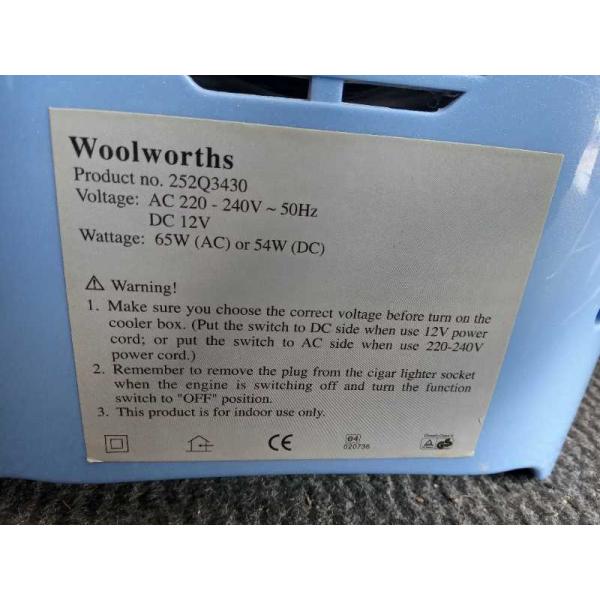 Woolworths
Product no. 252Q3430
Voltage: AC 220 - 240V ~ 50Hz
DC 12V
Wattage: 65W (AC) or 54W (DC)
⚠ Warning!
1. Make sure you choose the correct voltage before turn on the
cooler box. (Put the switch to DC side when use 12V power
cord; or put the switch to AC side when use 220-240V
power cord.)
2. Remember to remove the plug from the cigar lighter socket
when the engine is switching off and turn the function
switch to "OFF" position.
3. This product is for indoor use only.
CE
e4
020736
GS